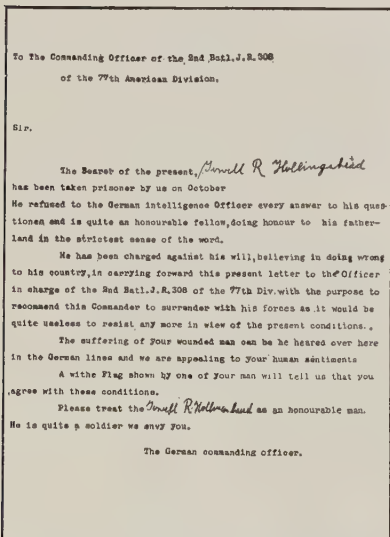 To The Commanding Officer of the 2nd Batl.J.R.308
of the 77th American Division.
Sir.
The Bearer of the present, Lowell R Hollingshead
has been taken prisoner by us on October
He refused to the German intelligence Officer every answer to his ques-
tiones and is quite an honourable fellow,doing honour to his father-
land in the strictest sense of the word.
He has been charged against his will,believing in doing wrong
to his country,in carrying forward this present letter to the Officer
in charge of the 2nd Batl.J.R.308 of the 77th Div.with the purpose to
recommend this Commander to surrender with his forces as it would be
quite useless to resist any more in view of the present conditions.
The suffering of your wounded man can be he heared over here
in the German lines and we are appealing to your human sentiments
A withe Flag shown by one of your man will tell us that you
,agree with these conditions.
Please treat the Lowell R. Hollingshead as an honourable man.
He is quite a soldier we envy you.
The German commanding officer.